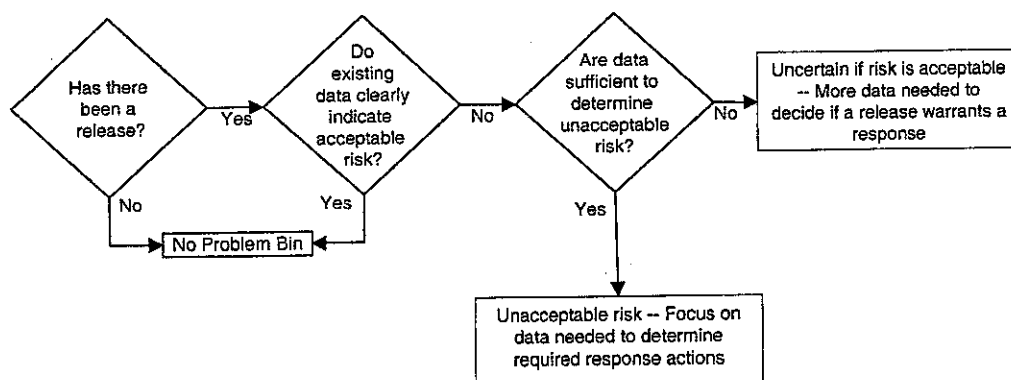 Has there
been a
release?
Yes
No
Do
existing
data clearly
indicate
acceptable
risk?
No
Yes
No Problem Bin
Are data
sufficient to
determine
unacceptable
risk?
No
Yes
Uncertain if risk is acceptable
-- More data needed to
decide if a release warrants a
response
Unacceptable risk -- Focus on
data needed to determine
required response actions